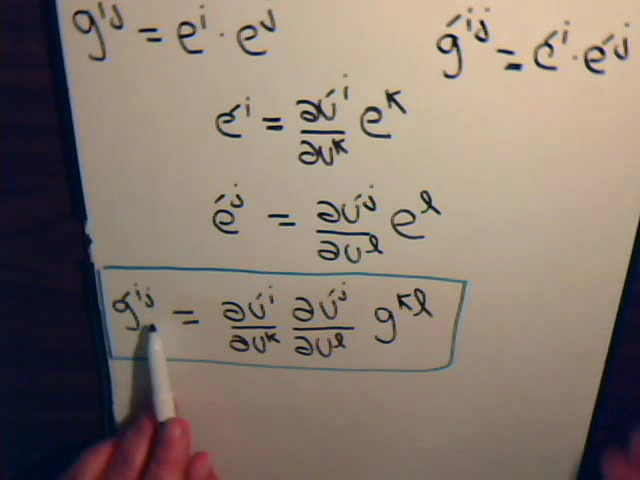 g^{ij} = e^i · e^j    ǵ^{ij} = é^i · é^j
é^i = ∂ú^i/∂u^k e^k
é^j = ∂ú^j/∂u^l e^l
ǵ^{ij} = ∂ú^i/∂u^k ∂ú^j/∂u^l g^{kl}